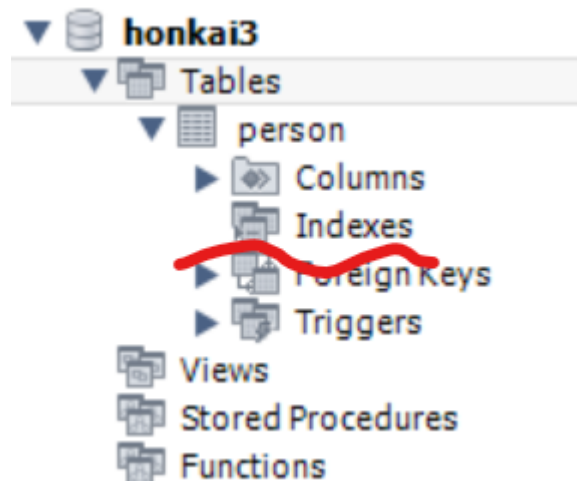 honkai3
Tables
person
Columns
Indexes
Foreign Keys
Triggers
Views
Stored Procedures
Functions